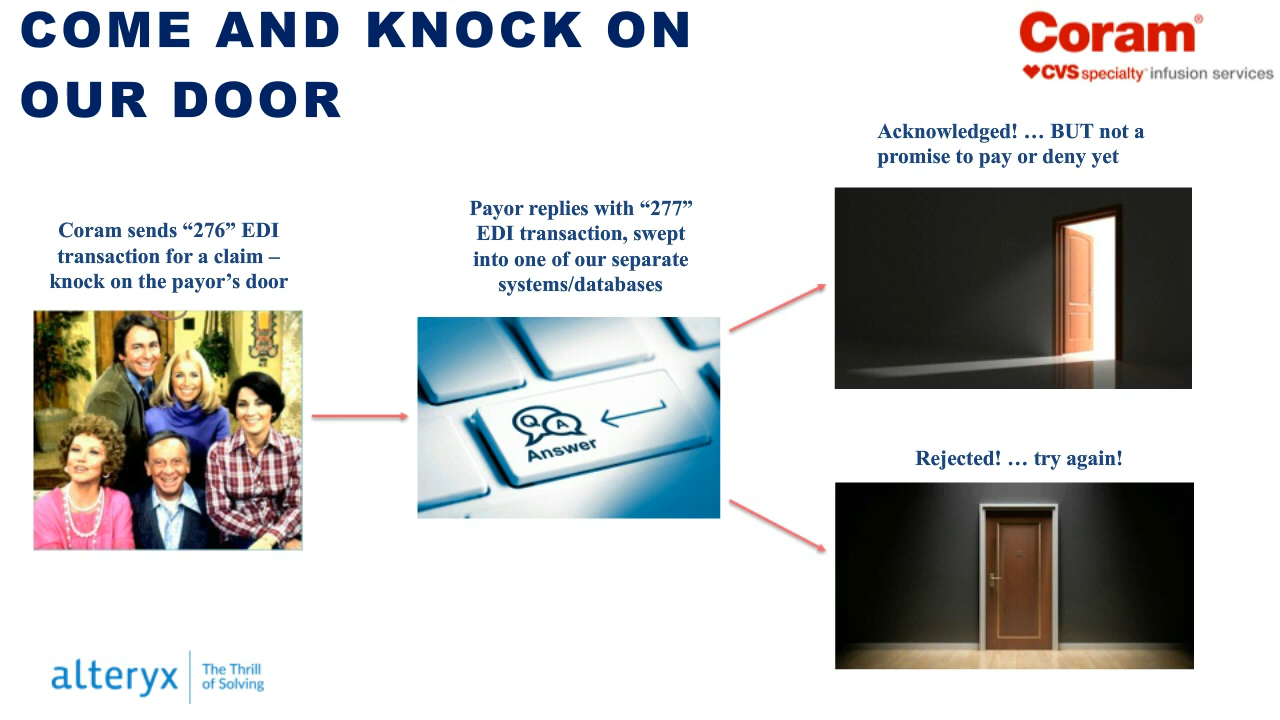 COME AND KNOCK ON
OUR DOOR
Coram®
CVS specialty™ infusion services
Coram sends “276” EDI
transaction for a claim –
knock on the payor’s door
Payor replies with “277”
EDI transaction, swept
into one of our separate
systems/databases
Q A
Answer
Acknowledged! … BUT not a
promise to pay or deny yet
Rejected! … try again!
alteryx
The Thrill
of Solving